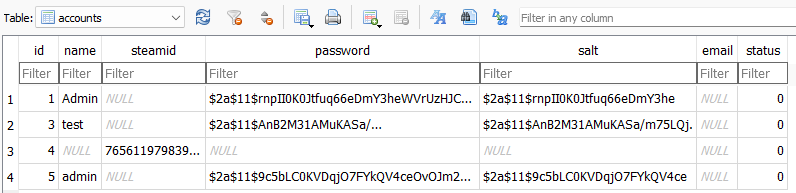 Table: accounts Filter in any column
id name steamid password salt email status
Filter Filter Filter Filter Filter Filter Filter
1 1 Admin NULL $2a$11$rnpII0K0Jtfuq66eDmY3heWVrUzHJC... $2a$11$rnpII0K0Jtfuq66eDmY3he NULL 0
2 3 test NULL $2a$11$AnB2M31AMuKASa/... $2a$11$AnB2M31AMuKASa/m75LQj. NULL 0
3 4 NULL 765611979839... NULL NULL NULL 0
4 5 admin NULL $2a$11$9c5bLC0KVDqjO7FYkQV4ceOvOJm2... $2a$11$9c5bLC0KVDqjO7FYkQV4ce NULL 0